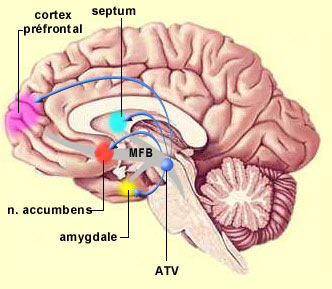 cortex
préfrontal
septum
MFB
n. accumbens
amygdale
ATV